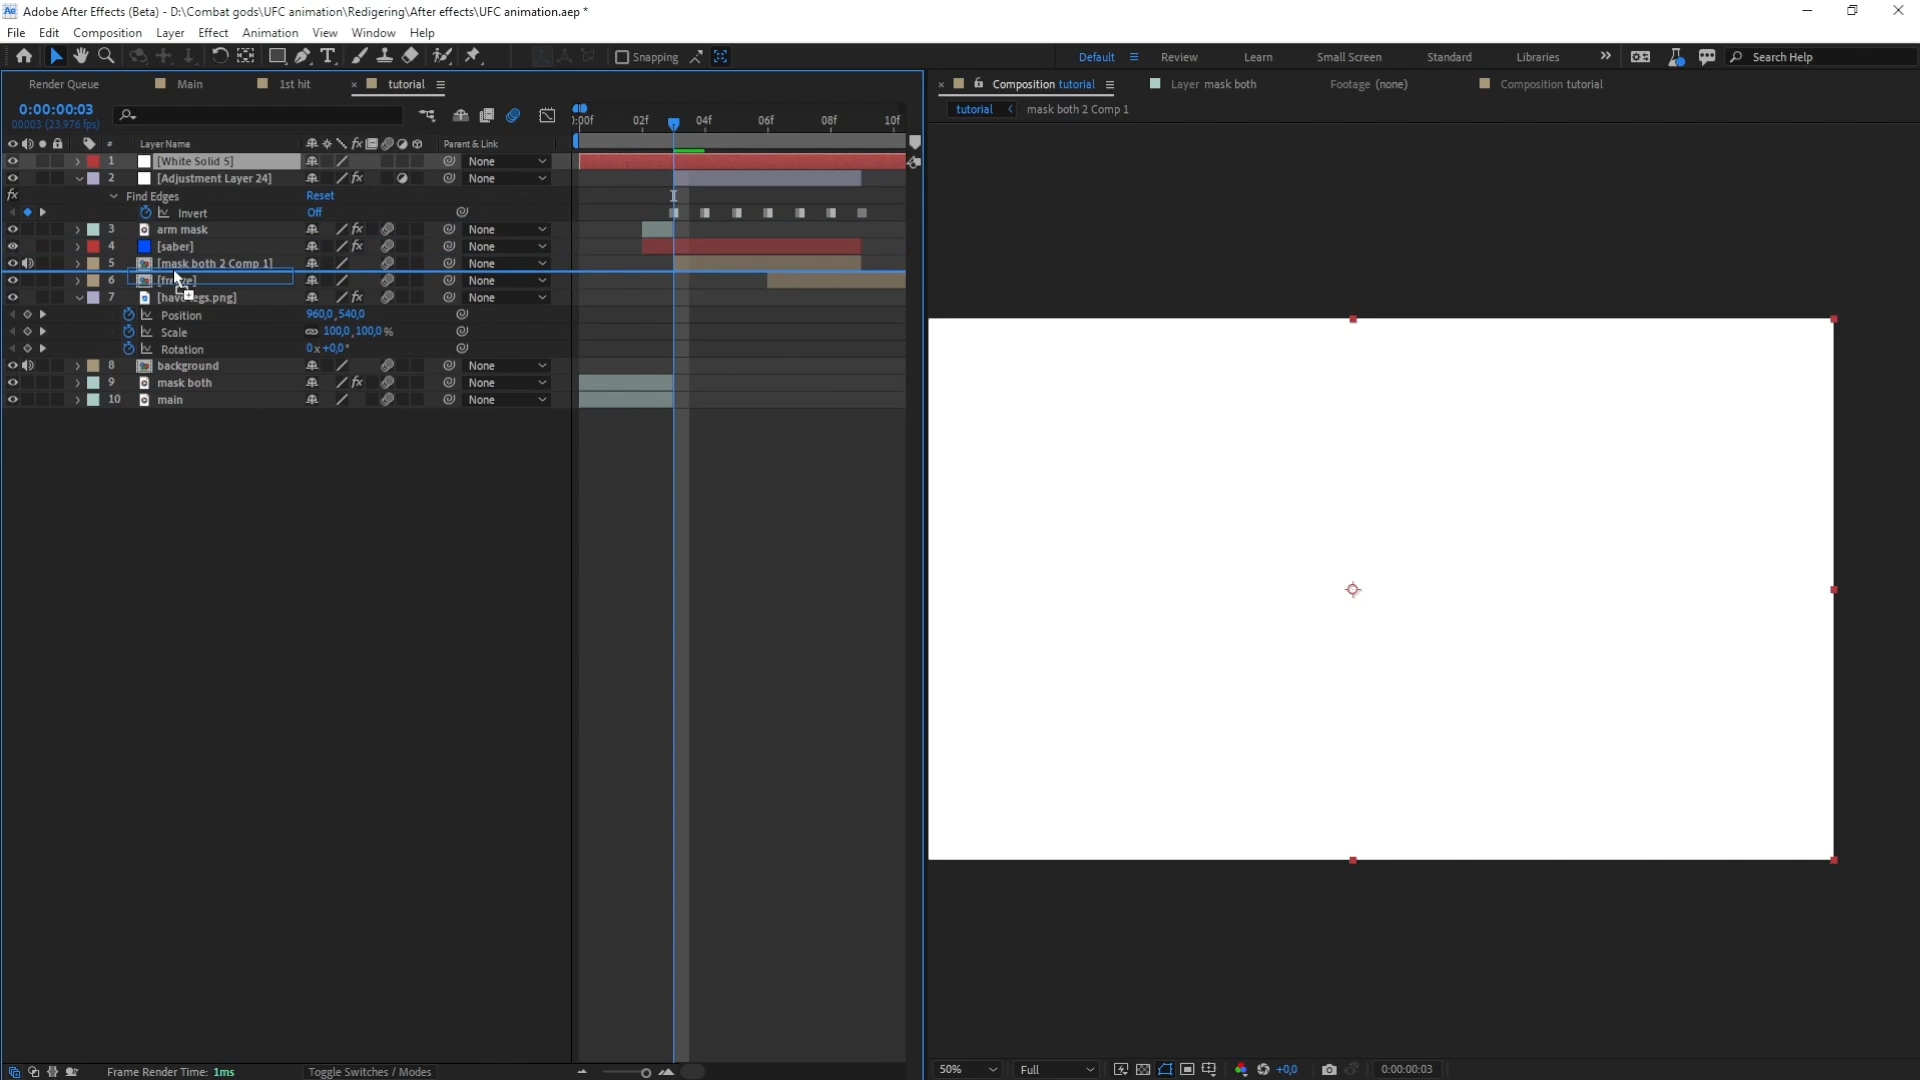 Adobe After Effects (Beta) - D:\Combat gods\UFC animation\Redigering\After effects\UFC animation.aep *
File Edit Composition Layer Effect Animation View Window Help
Snapping Default Review Learn Small Screen Standard Libraries Search Help
Render Queue Main 1st hit tutorial
Composition tutorial Layer mask both Footage (none) Composition tutorial
0:00:00:03
00003 (23.976 fps)
tutorial mask both 2 Comp 1
):00f 02f 04f 06f 08f 10f
# Layer Name Parent & Link
1 [White Solid 5] None
2 [Adjustment Layer 24] None
Find Edges Reset
Invert Off
3 arm mask None
4 [saber] None
5 [mask both 2 Comp 1] None
6 [freeze] None
7 None
Position 960,0,540,0
Scale 100,0,100,0 %
Rotation 0x+0,0°
8 background None
9 mask both None
10 main None
Frame Render Time: 1ms Toggle Switches / Modes
50% Full +0,0 0:00:00:03